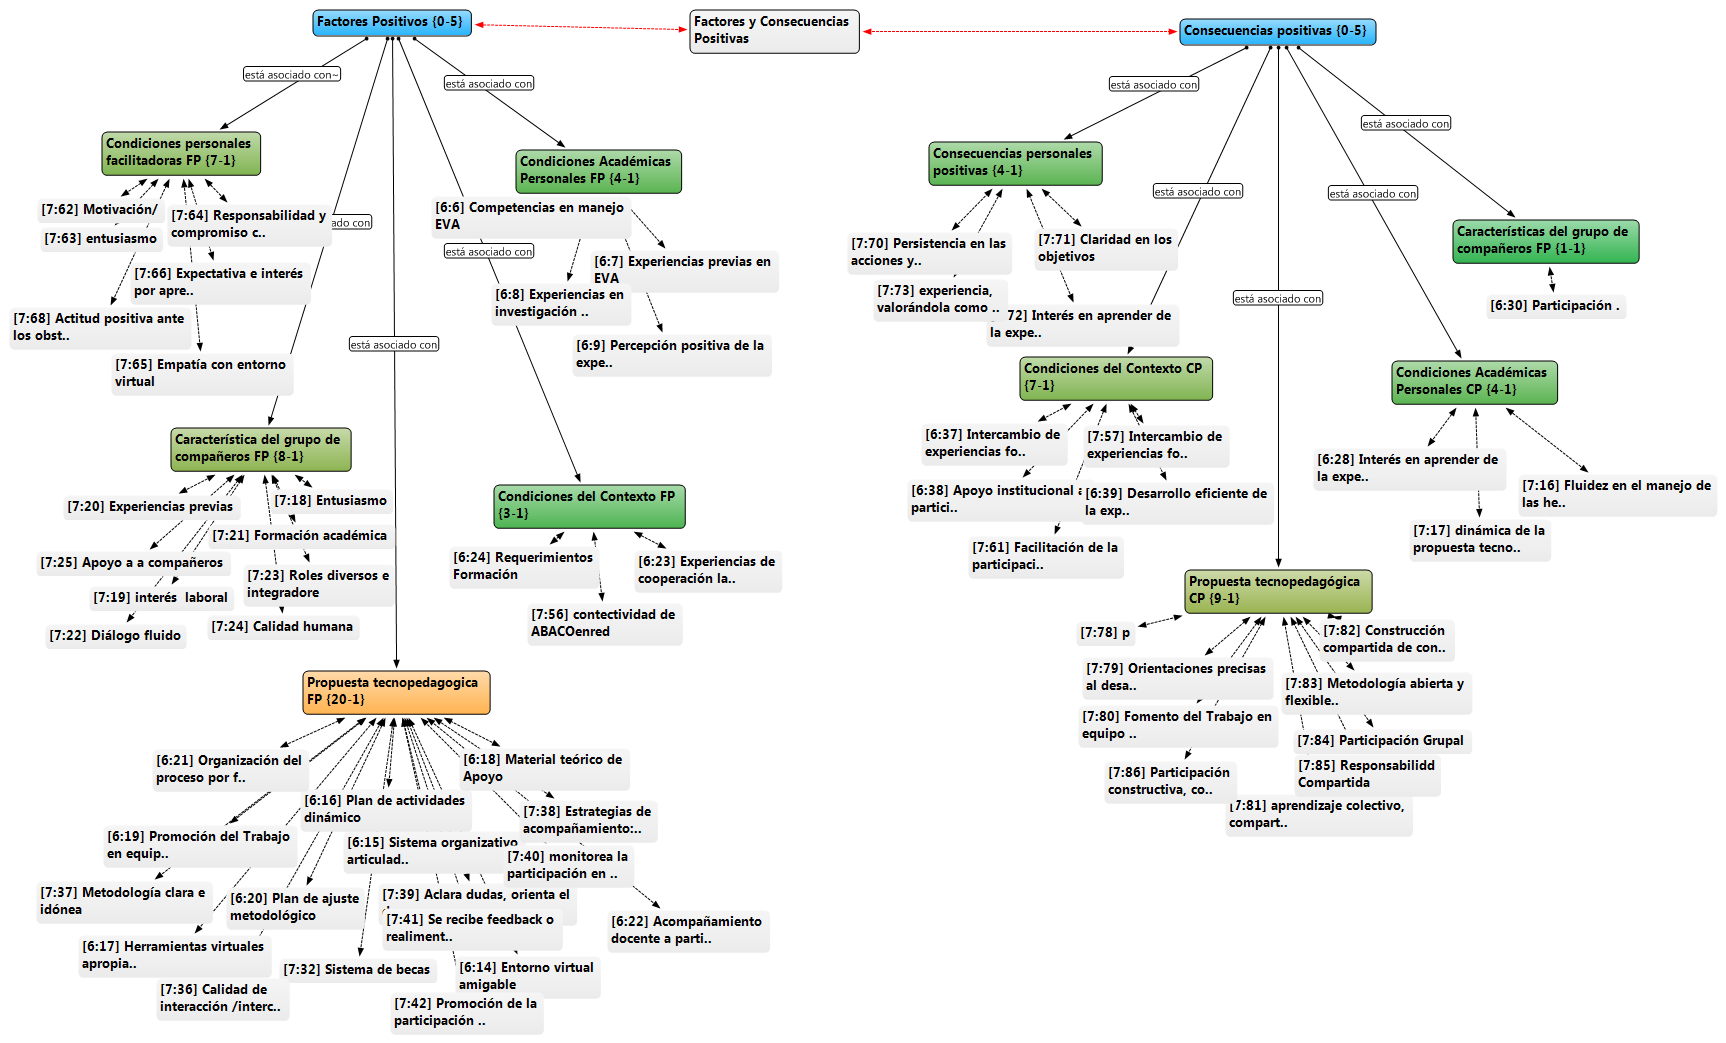 Factores Positivos {0-5}
Factores y Consecuencias
Positivas
Consecuencias positivas {0-5}
está asociado con~
está asociado con
está asociado con
está asociado con
Condiciones personales
facilitadoras FP {7-1}
Condiciones Académicas
Personales FP {4-1}
Consecuencias personales
positivas {4-1}
está asociado con
está asociado con
[7:62] Motivación/
[7:63] entusiasmo
[7:64] Responsabilidad y
compromiso c..
ado con
[7:66] Expectativa e interés
por apre..
[7:68] Actitud positiva ante
los obst..
[7:65] Empatía con entorno
virtual
[6:6] Competencias en manejo
EVA
está asociado con
[6:7] Experiencias previas en
EVA
[6:8] Experiencias en
investigación ..
[6:9] Percepción positiva de la
expe..
[7:70] Persistencia en las
acciones y..
[7:71] Claridad en los
objetivos
[7:73] experiencia,
valorándola como ..
72] Interés en aprender de
la expe..
Características del grupo de
compañeros FP {1-1}
[6:30] Participación .
está asociado con
está asociado con
Condiciones del Contexto CP
{7-1}
Condiciones Académicas
Personales CP {4-1}
Característica del grupo de
compañeros FP {8-1}
[6:37] Intercambio de
experiencias fo..
[7:57] Intercambio de
experiencias fo..
[6:38] Apoyo institucional
partici..
[6:39] Desarrollo eficiente de
la exp..
[7:61] Facilitación de la
participaci..
[6:28] Interés en aprender de
la expe..
[7:16] Fluidez en el manejo de
las he..
[7:17] dinámica de la
propuesta tecno..
[7:20] Experiencias previas
[7:18] Entusiasmo
[7:21] Formación académica
[7:25] Apoyo a a compañeros
[7:23] Roles diversos e
integradore
[7:19] interés  laboral
[7:22] Diálogo fluido
[7:24] Calidad humana
Condiciones del Contexto FP
{3-1}
[6:24] Requerimientos
Formación
[6:23] Experiencias de
cooperación la..
[7:56] contectividad de
ABACOenred
Propuesta tecnopedagógica
CP {9-1}
[7:78] p
[7:82] Construcción
compartida de con..
[7:79] Orientaciones precisas
al desa..
[7:83] Metodología abierta y
flexible..
[7:80] Fomento del Trabajo en
equipo ..
[7:84] Participación Grupal
[7:86] Participación
constructiva, co..
[7:85] Responsabilidd
Compartida
[7:81] aprendizaje colectivo,
compart..
Propuesta tecnopedagogica
FP {20-1}
[6:21] Organización del
proceso por f..
[6:18] Material teórico de
Apoyo
[6:16] Plan de actividades
dinámico
[7:38] Estrategias de
acompañamiento:..
[6:19] Promoción del Trabajo
en equip..
[6:15] Sistema organizativo
articulad..
[7:40] monitorea la
participación en ..
[7:37] Metodología clara e
idónea
[6:20] Plan de ajuste
metodológico
[7:39] Aclara dudas, orienta el
[7:41] Se recibe feedback o
realiment..
[6:22] Acompañamiento
docente a parti..
[6:17] Herramientas virtuales
apropia..
[7:32] Sistema de becas
[6:14] Entorno virtual
amigable
[7:36] Calidad de
interacción /interc..
[7:42] Promoción de la
participación ..